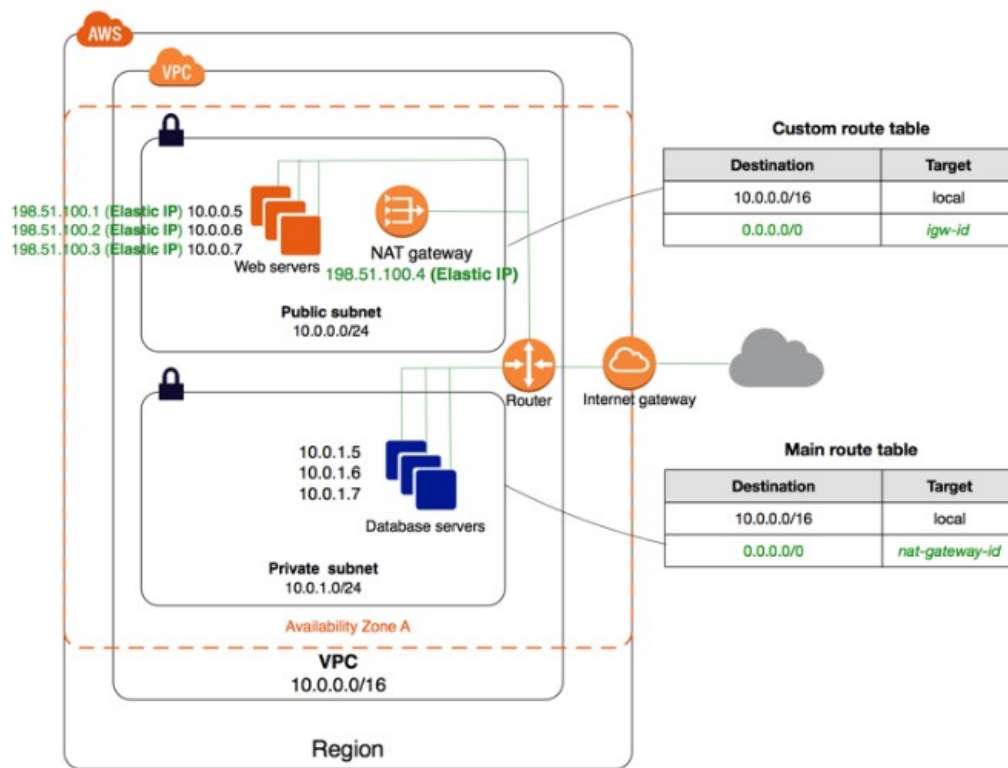 AWS
VPC
198.51.100.1 (Elastic IP) 10.0.0.5
198.51.100.2 (Elastic IP) 10.0.0.6
198.51.100.3 (Elastic IP) 10.0.0.7
Web servers
NAT gateway
198.51.100.4 (Elastic IP)
Public subnet
10.0.0.0/24
Router
Internet gateway
10.0.1.5
10.0.1.6
10.0.1.7
Database servers
Private subnet
10.0.1.0/24
Availability Zone A
VPC
10.0.0.0/16
Region
Custom route table
Destination Target
10.0.0.0/16 local
0.0.0.0/0 igw-id
Main route table
Destination Target
10.0.0.0/16 local
0.0.0.0/0 nat-gateway-id